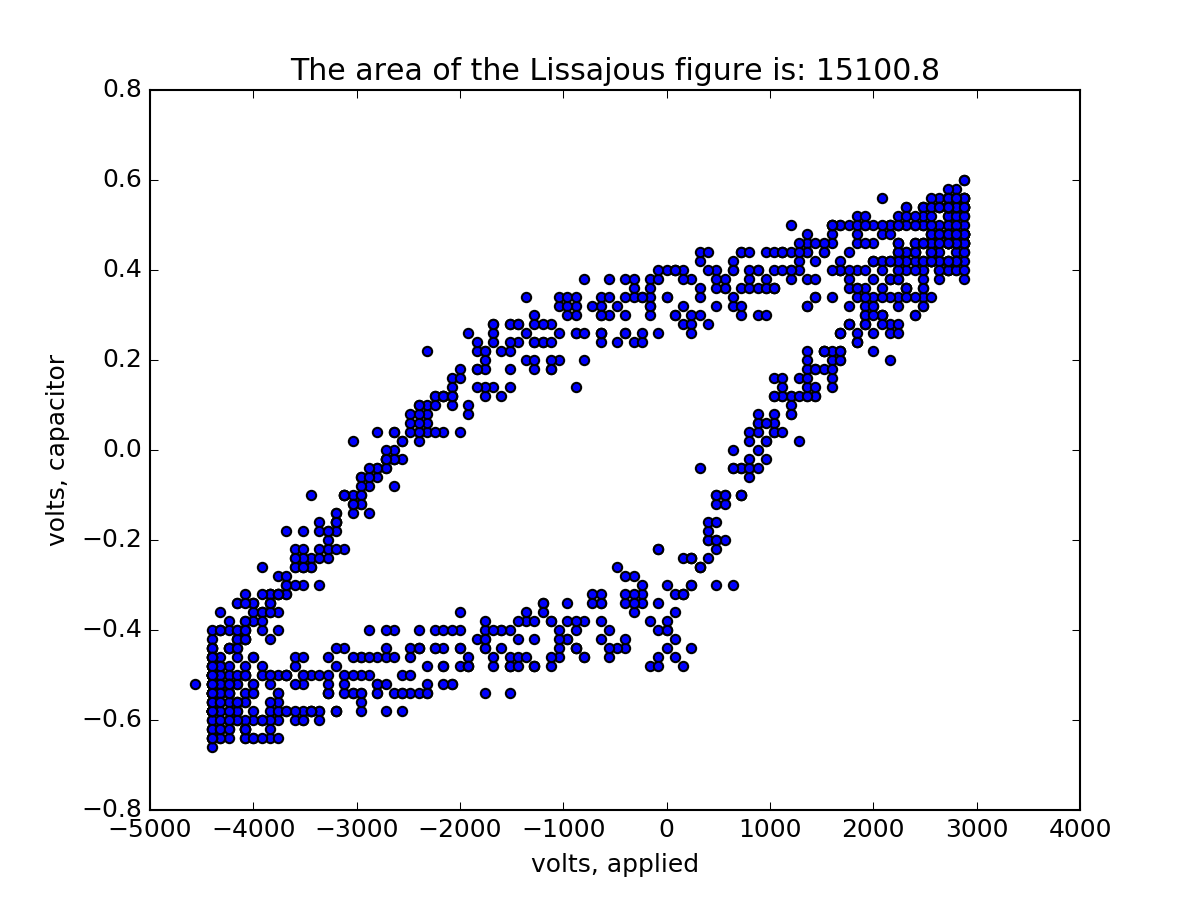 The area of the Lissajous figure is: 15100.8
0.8
0.6
0.4
0.2
0.0
−0.2
−0.4
−0.6
−0.8
volts, capacitor
−5000 −4000 −3000 −2000 −1000 0 1000 2000 3000 4000
volts, applied